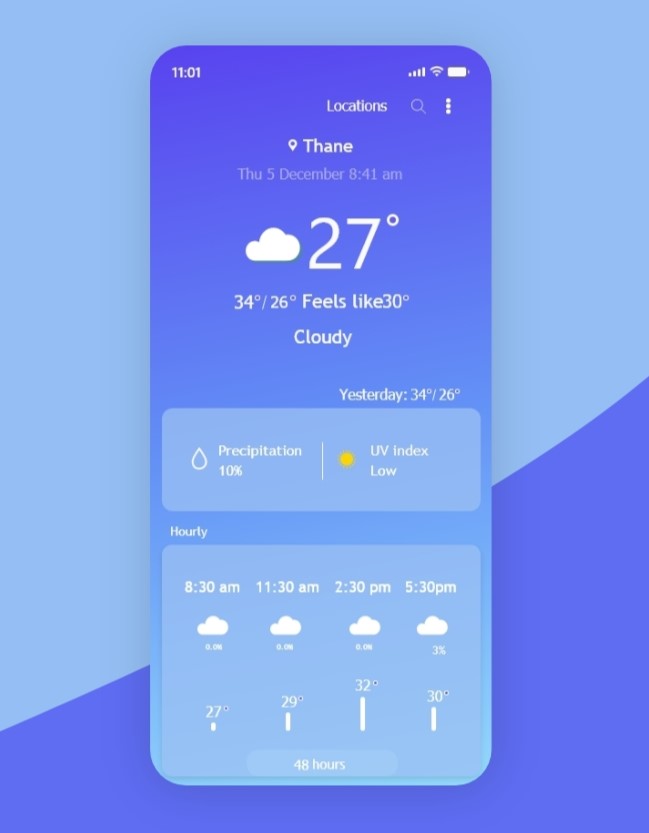 11:01
Locations
Thane
Thu 5 December 8:41 am
27°
34°/26° Feels like30°
Cloudy
Yesterday: 34°/26°
Precipitation UV index
10% Low
Hourly
8:30 am 11:30 am 2:30 pm 5:30pm
0.0% 0.0% 0.0% 3%
27° 29° 32° 30°
48 hours